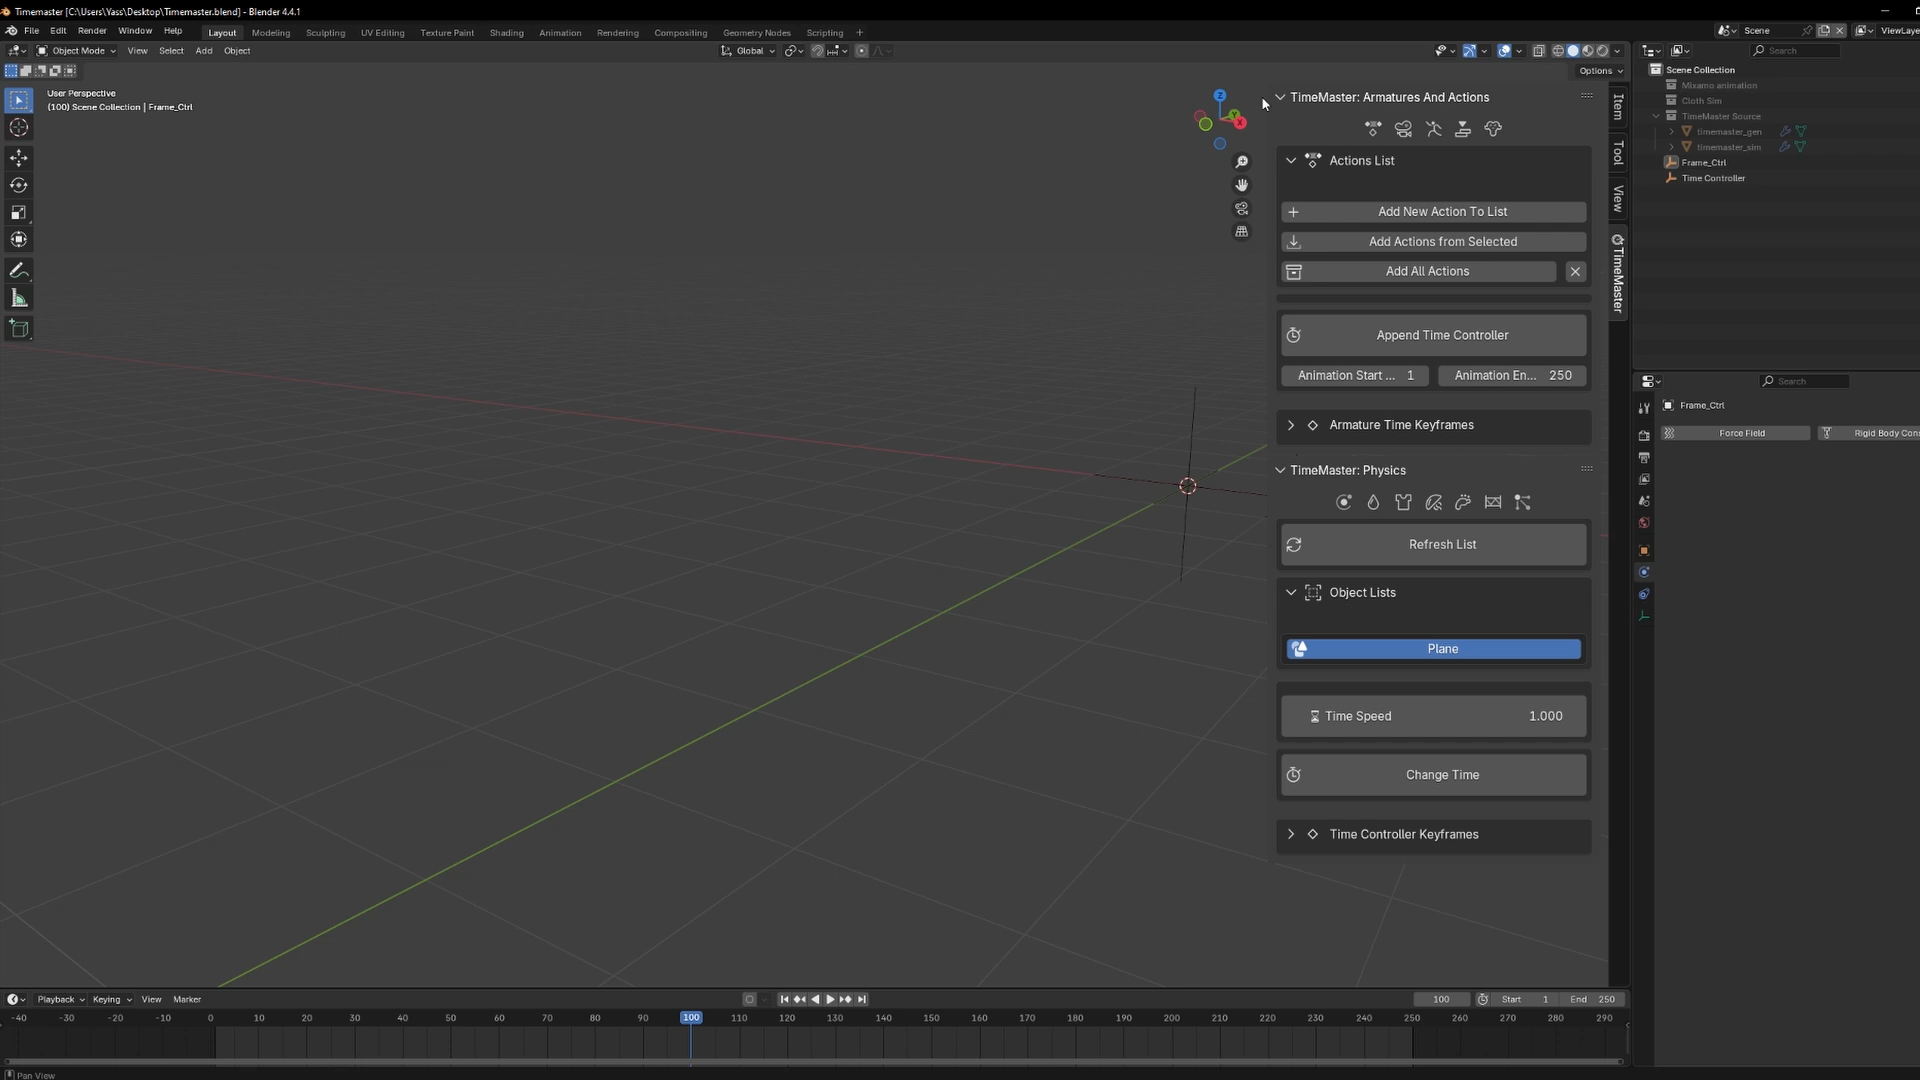 Timemaster [C:\Users\Yass\Desktop\Timemaster.blend] - Blender 4.4.1
File Edit Render Window Help Layout Modeling Sculpting UV Editing Texture Paint Shading Animation Rendering Compositing Geometry Nodes Scripting + Scene ViewLaye
Object Mode View Select Add Object Global Search
Options
User Perspective
(100) Scene Collection | Frame_Ctrl
Z
Y
X
TimeMaster: Armatures And Actions
Actions List
Add New Action To List
Add Actions from Selected
Add All Actions
Append Time Controller
Animation Start ... 1 Animation En... 250
Armature Time Keyframes
TimeMaster: Physics
Refresh List
Object Lists
Plane
Time Speed 1.000
Change Time
Time Controller Keyframes
Item
Tool
View
TimeMaster
Scene Collection
Mixamo animation
Cloth Sim
TimeMaster Source
timemaster_gen
timemaster_sim
Frame_Ctrl
Time Controller
Search
Frame_Ctrl
Force Field Rigid Body Con
Playback Keying View Marker 100 Start 1 End 250
-40 -30 -20 -10 0 10 20 30 40 50 60 70 80 90 100 110 120 130 140 150 160 170 180 190 200 210 220 230 240 250 260 270 280 290
Pan View